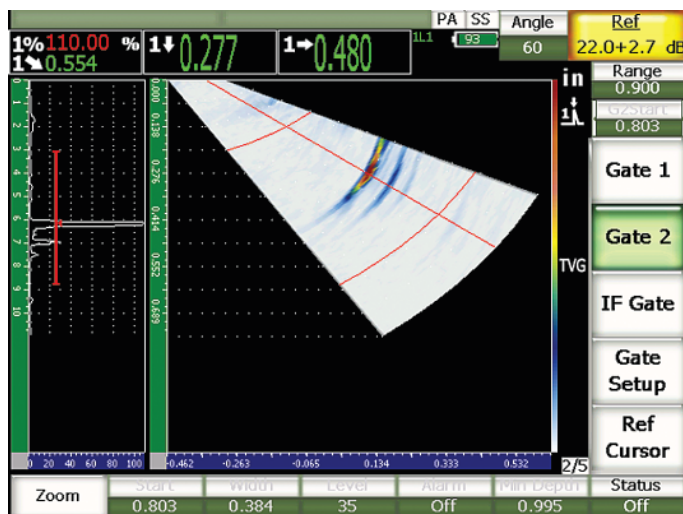 PA SS Angle Ref
1% 110.00 % 1 0.277 1 0.480 1L1 93 60 22.0+2.7 dB
1 0.554
in Range
0.900
1 G2Start
0.803
Gate 1
Gate 2
TVG
IF Gate
Gate
Setup
Ref
Cursor
0 1 2 3 4 5 6 7 8 9 10
0.000 0.138 0.276 0.414 0.552 0.689
0 20 40 60 80 100 -0.462 -0.263 -0.065 0.134 0.333 0.532 2/5
Zoom Start Width Level Alarm Min Depth Status
0.803 0.384 35 Off 0.995 Off